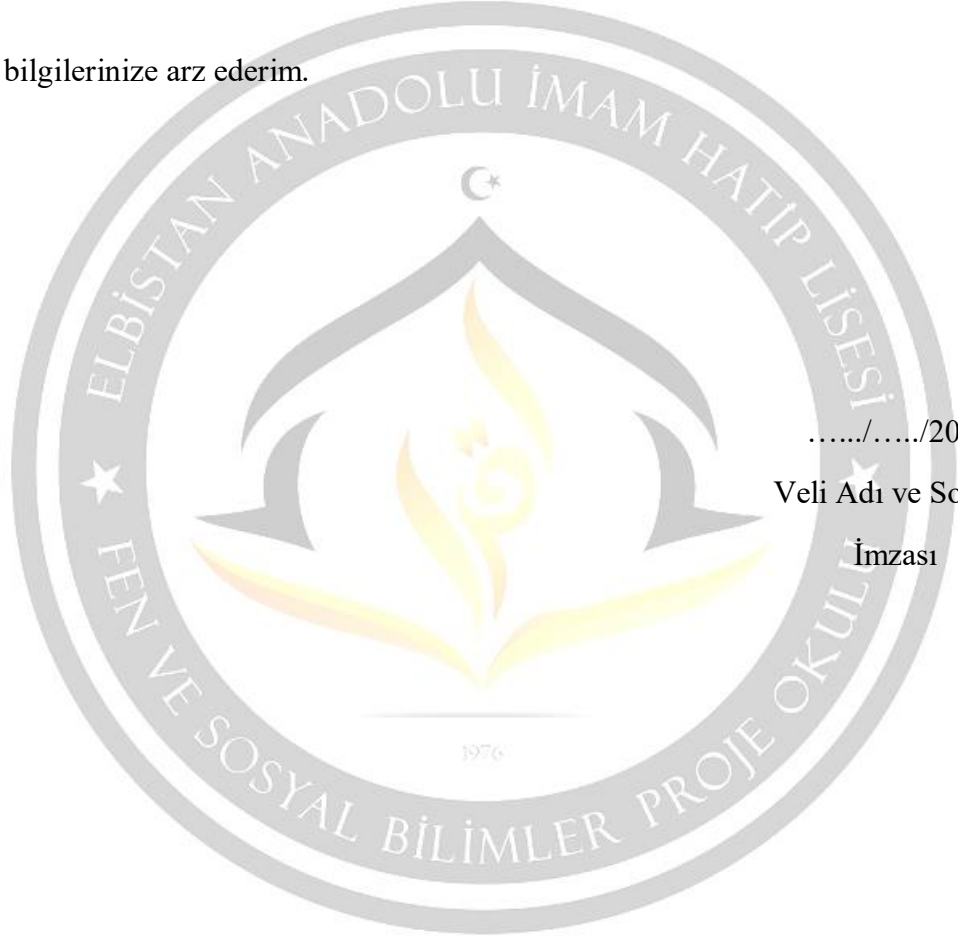 bilgilerinize arz ederim.
ELBİSTAN ANADOLU İMAM HATİP LİSESİ
…../…../20
Veli Adı ve So
İmzası
1976
★ FEN VE SOSYAL BİLİMLER PROJE OKULU ★